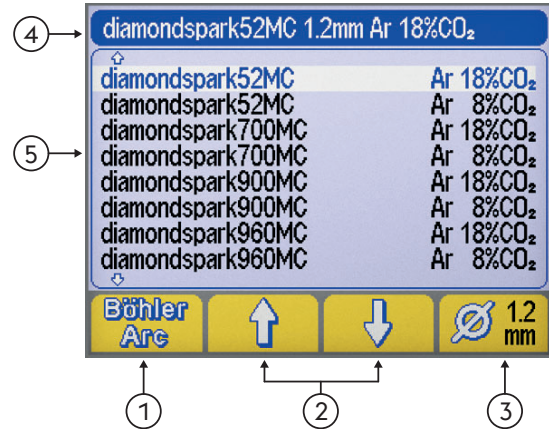 diamondspark52MC 1.2mm Ar 18%CO₂
diamondspark52MC Ar 18%CO₂
diamondspark52MC Ar 8%CO₂
diamondspark700MC Ar 18%CO₂
diamondspark700MC Ar 8%CO₂
diamondspark900MC Ar 18%CO₂
diamondspark900MC Ar 8%CO₂
diamondspark960MC Ar 18%CO₂
diamondspark960MC Ar 8%CO₂
Böhler
Arc
1.2
mm
4
5
1
2
3